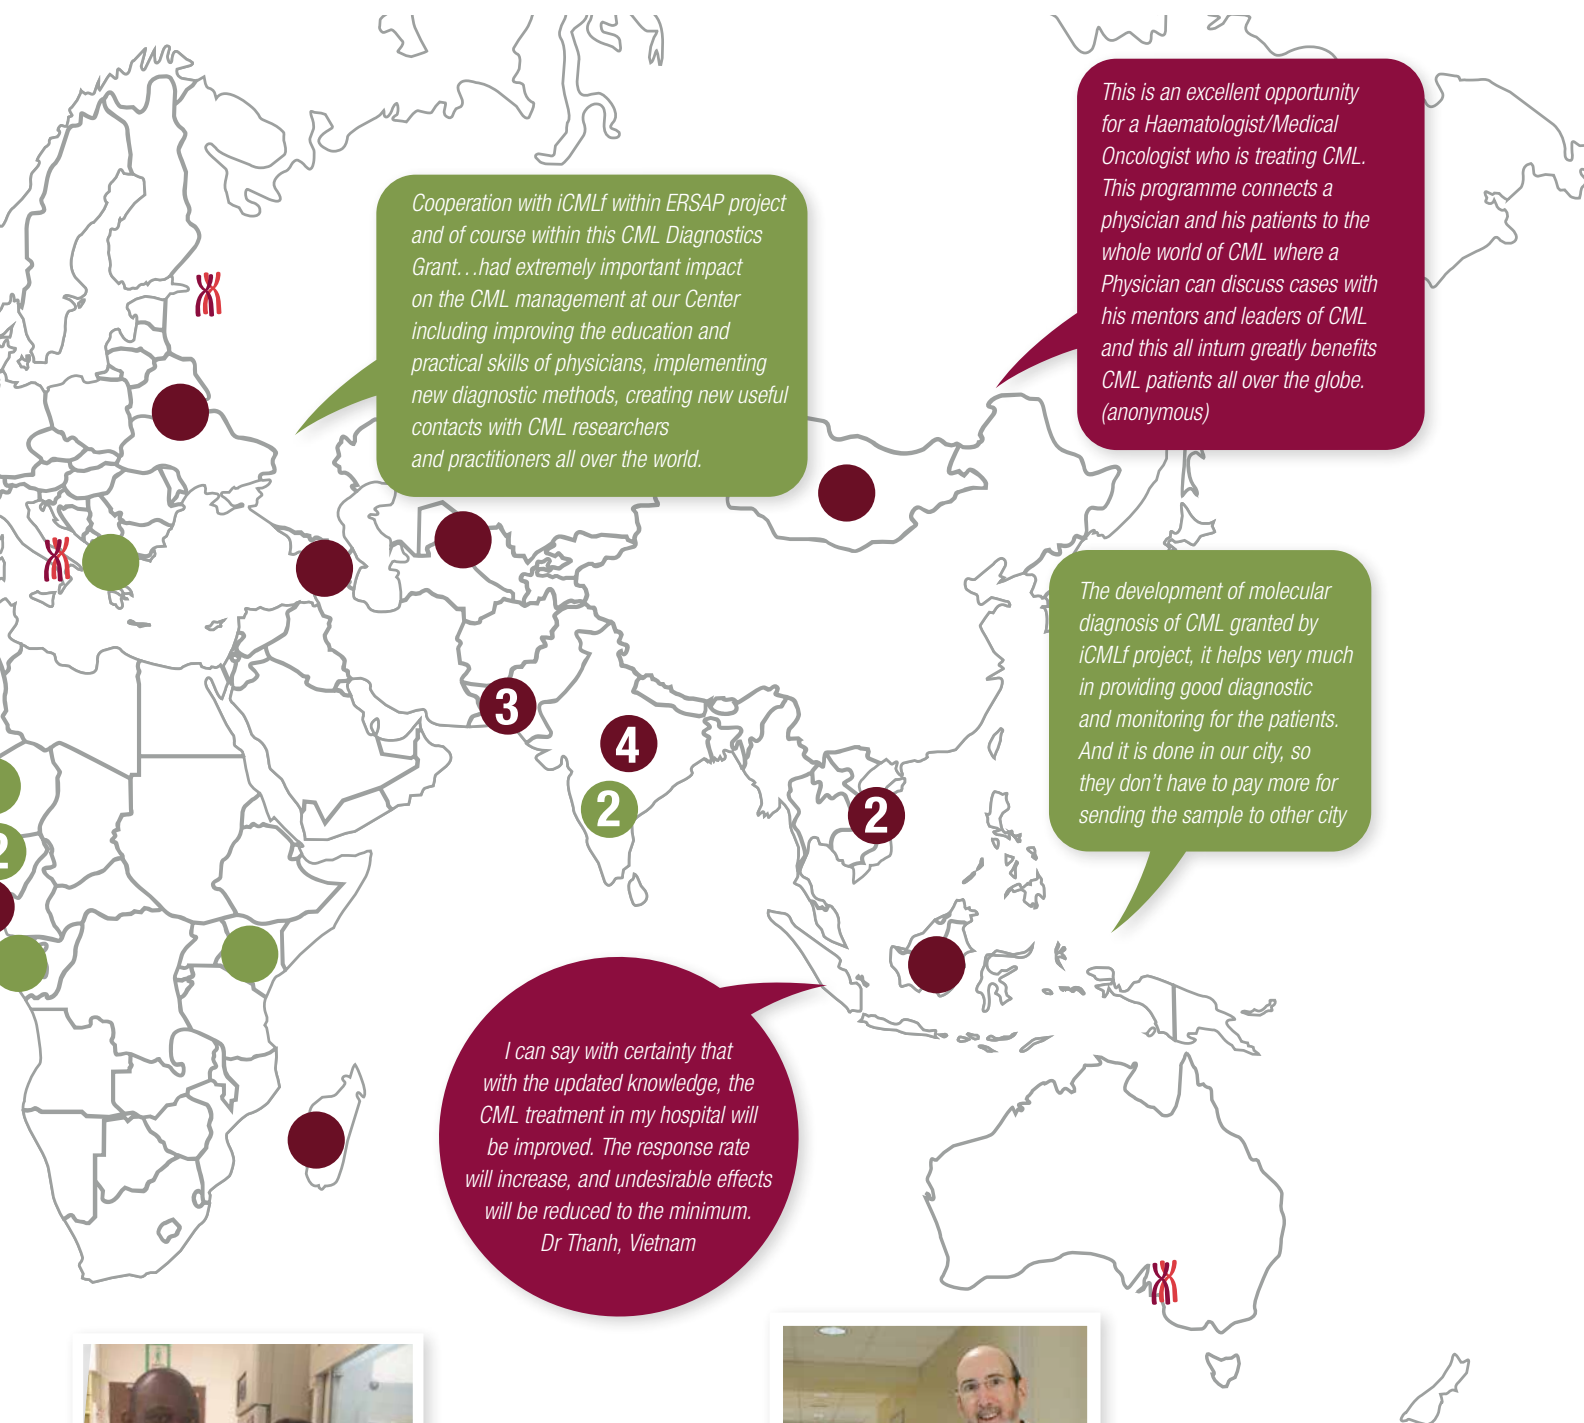 This is an excellent opportunity
for a Haematologist/Medical
Oncologist who is treating CML.
This programme connects a
physician and his patients to the
whole world of CML where a
Physician can discuss cases with
his mentors and leaders of CML
and this all inturn greatly benefits
CML patients all over the globe.
(anonymous)
Cooperation with iCMLf within ERSAP project
and of course within this CML Diagnostics
Grant…had extremely important impact
on the CML management at our Center
including improving the education and
practical skills of physicians, implementing
new diagnostic methods, creating new useful
contacts with CML researchers
and practitioners all over the world.
The development of molecular
diagnosis of CML granted by
iCMLf project, it helps very much
in providing good diagnostic
and monitoring for the patients.
And it is done in our city, so
they don’t have to pay more for
sending the sample to other city
3
4
2
2
2
I can say with certainty that
with the updated knowledge, the
CML treatment in my hospital will
be improved. The response rate
will increase, and undesirable effects
will be reduced to the minimum.
Dr Thanh, Vietnam